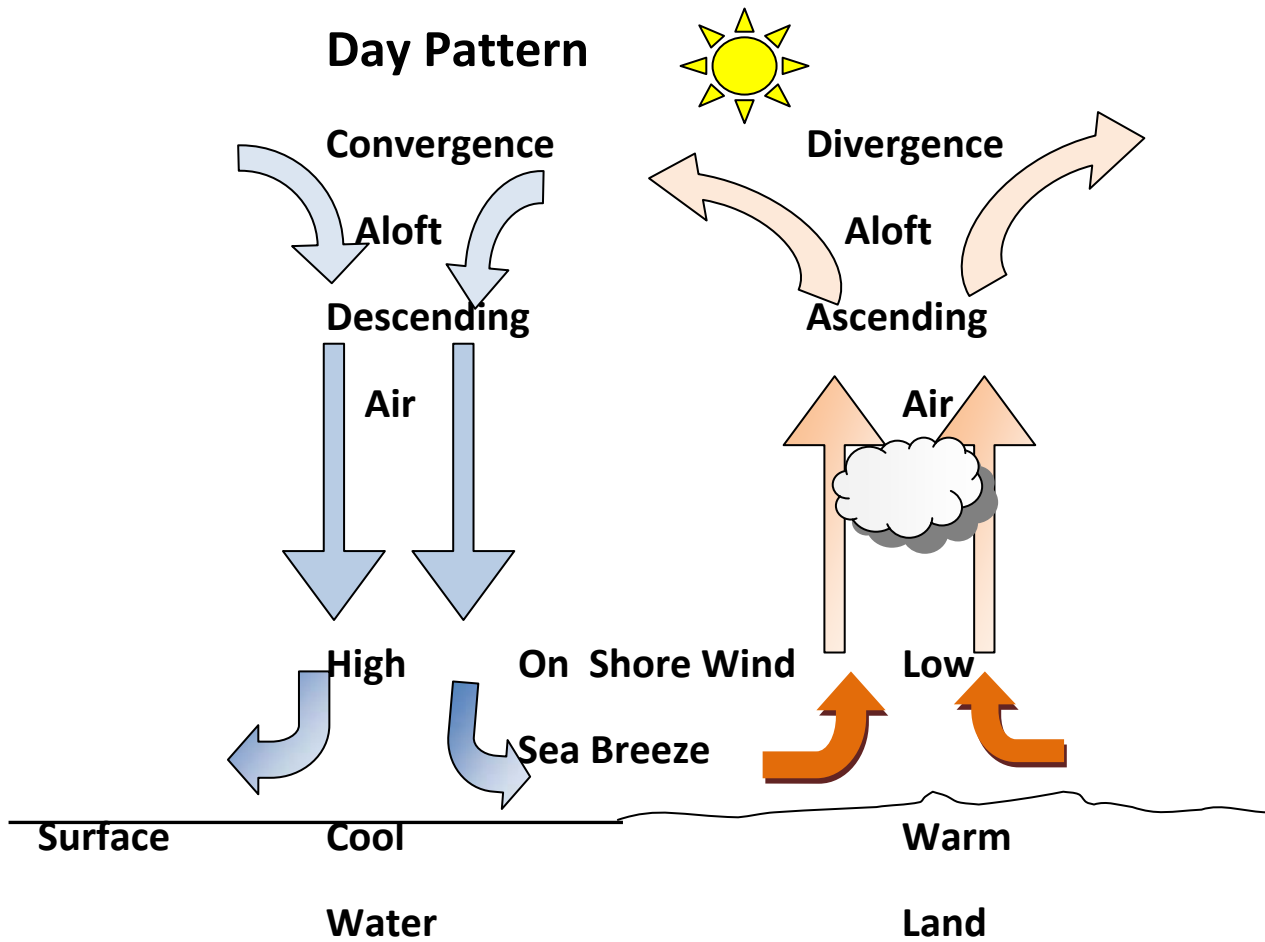 Day Pattern
Convergence Divergence
Aloft Aloft
Descending Ascending
Air Air
High On Shore Wind Low
Sea Breeze
Surface Cool Warm
Water Land